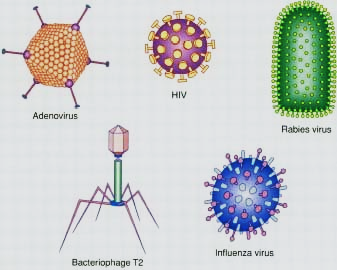 Adenovirus
HIV
Rabies virus
Bacteriophage T2
Influenza virus